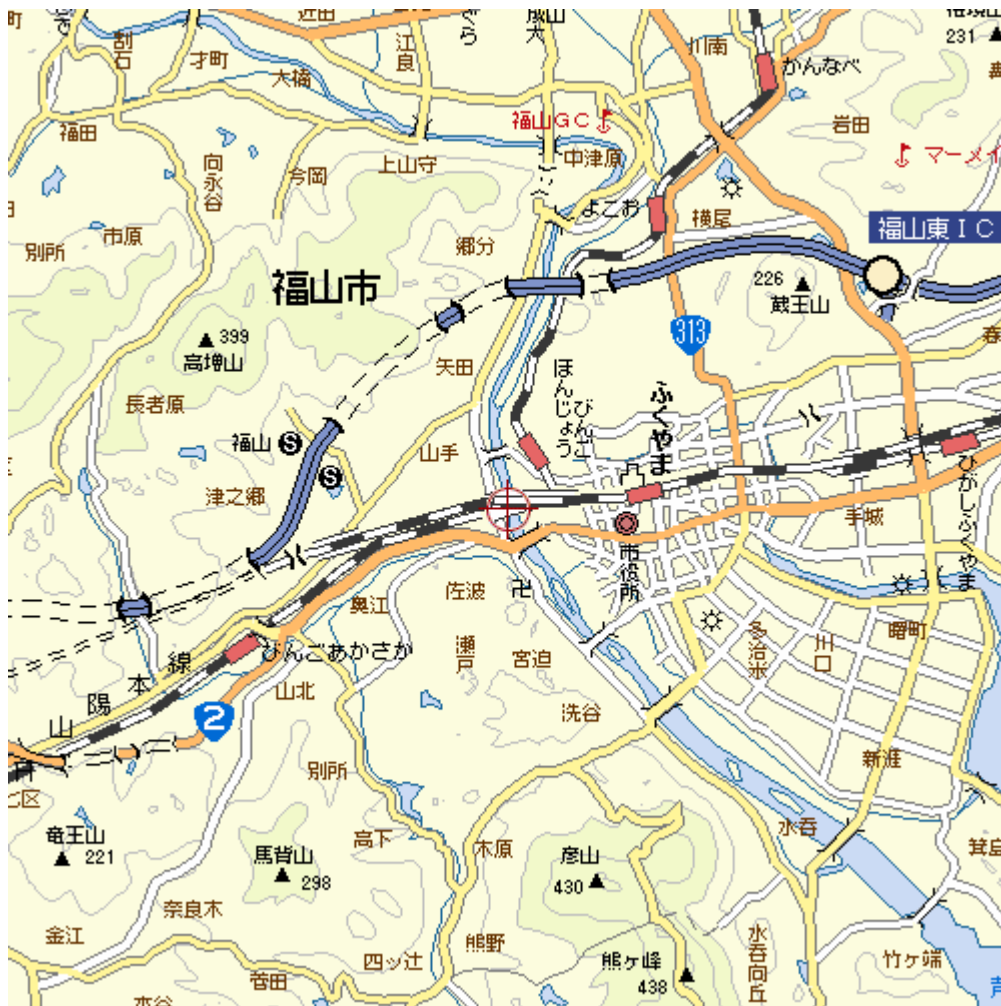 近田
成山
231
割石
才町
江良
川南
かんなべ
大橋
福田
福山GC
岩田
向永谷
今岡
上山守
中津原
マーメイ
よこお
横尾
別所
市原
郷分
福山東IC
福山市
226
蔵王山
399
高増山
313
矢田
ほんじょう
びんご
ふくやま
長者原
福山
S
S
山手
津之郷
手城
ひがしふくやま
市役所
佐波
卍
奥江
瀬戸
宮迫
多治米
川口
曙町
びんごあかさか
山陽本線
山北
2
洗谷
新涯
別所
竜王山
221
馬背山
298
高下
木原
彦山
430
水呑
箕島
奈良木
金江
熊野
四ッ辻
菅田
熊ヶ峰
438
水呑向丘
竹ヶ端